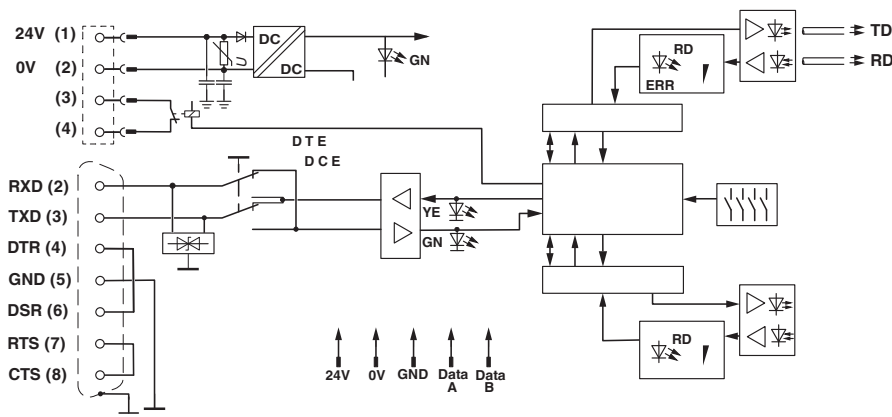 24V (1)
0V (2)
(3)
(4)
U
DC
DC
GN
TD
RD
RD
ERR
DTE
DCE
RXD (2)
TXD (3)
DTR (4)
GND (5)
DSR (6)
RTS (7)
CTS (8)
YE
GN
RD
24V
0V
GND
Data
A
Data
B